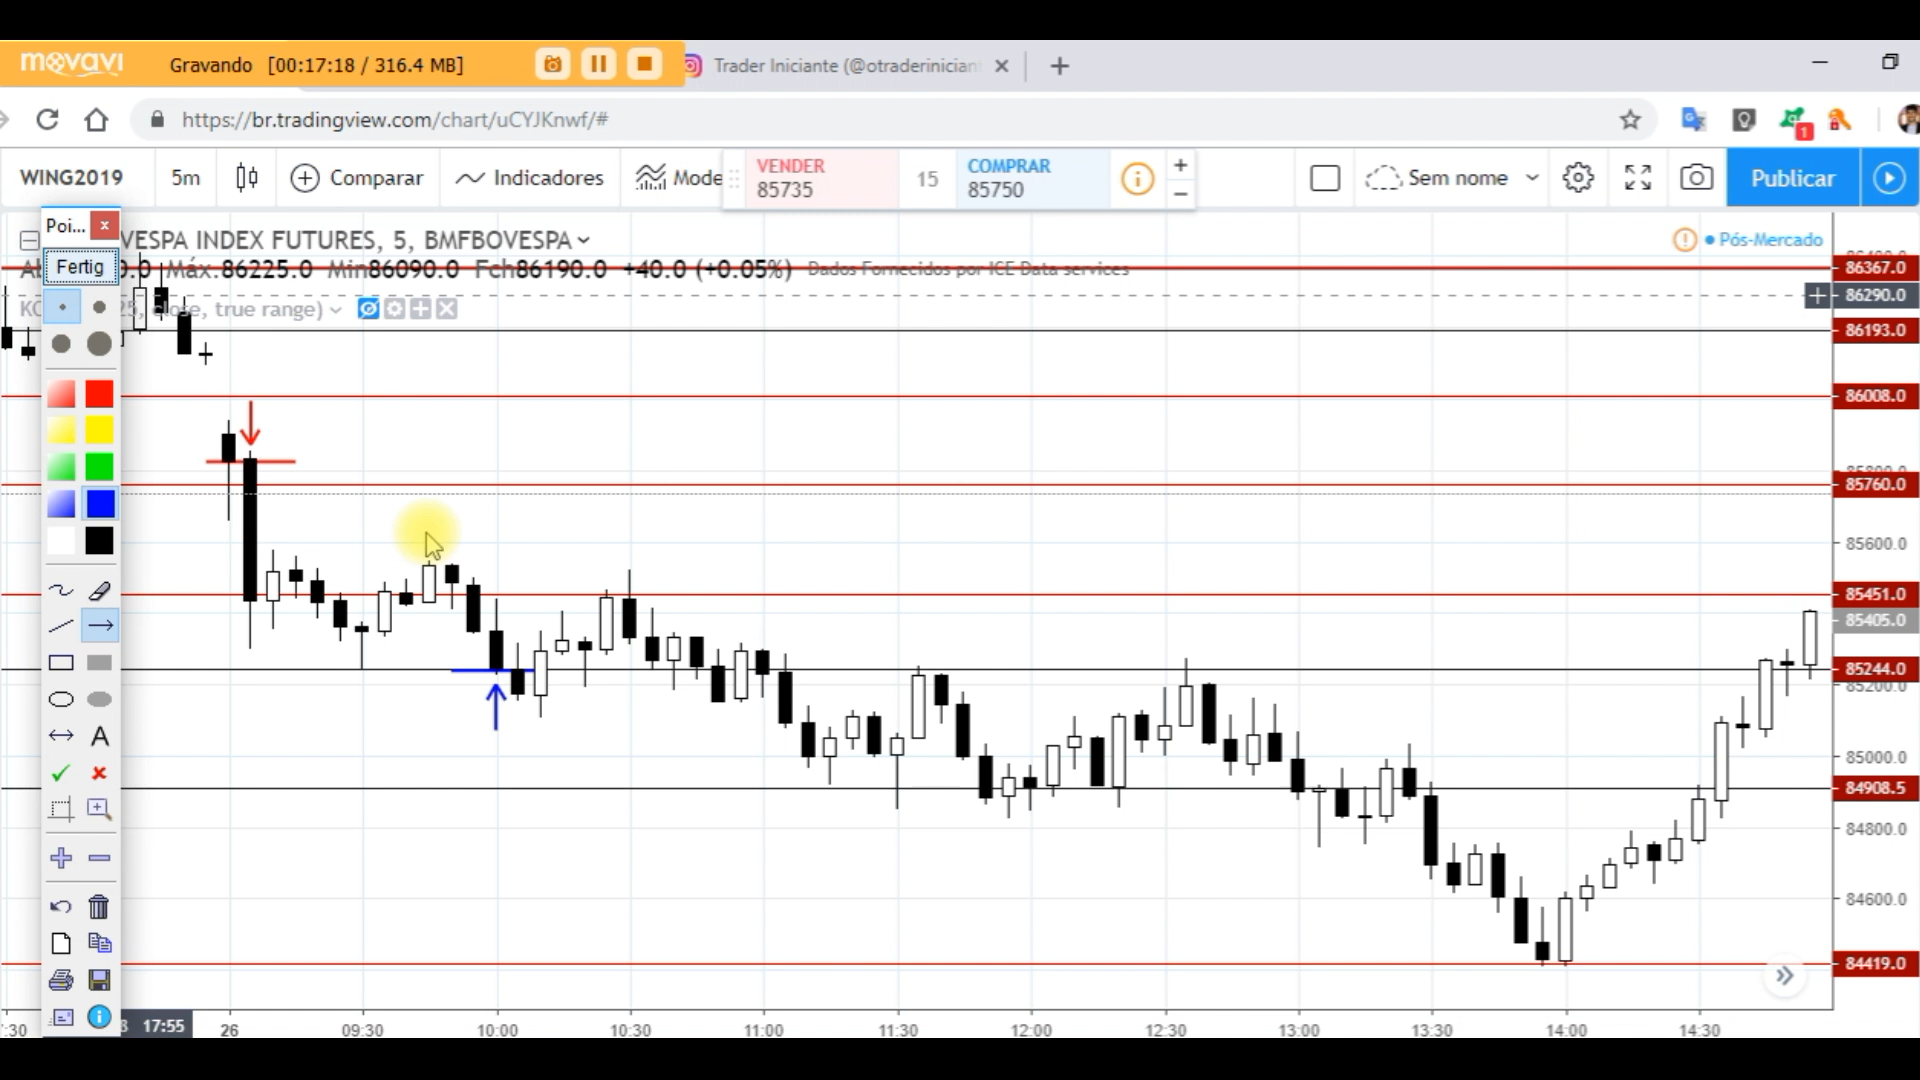 movavi
Gravando [00:17:18 / 316.4 MB]
Trader Iniciante (@otraderinician
https://br.tradingview.com/chart/uCYJKnwf/#
WING2019
5m
Comparar
Indicadores
Mode
VENDER
85735
15
COMPRAR
85750
Sem nome
Publicar
Poi...
VESPA INDEX FUTURES, 5, BMFBOVESPA
Pós-Mercado
Fertig
Máx.86225.0 Mín86090.0 Fch86190.0 +40.0 (+0.05%) Dados Fornecidos por ICE Data services
close, true range)
86367.0
86290.0
86193.0
86008.0
85760.0
85600.0
85451.0
85405.0
85244.0
85200.0
85000.0
84908.5
84800.0
84600.0
84419.0
A
1
:30
17:55
26
09:30
10:00
10:30
11:00
11:30
12:00
12:30
13:00
13:30
14:00
14:30